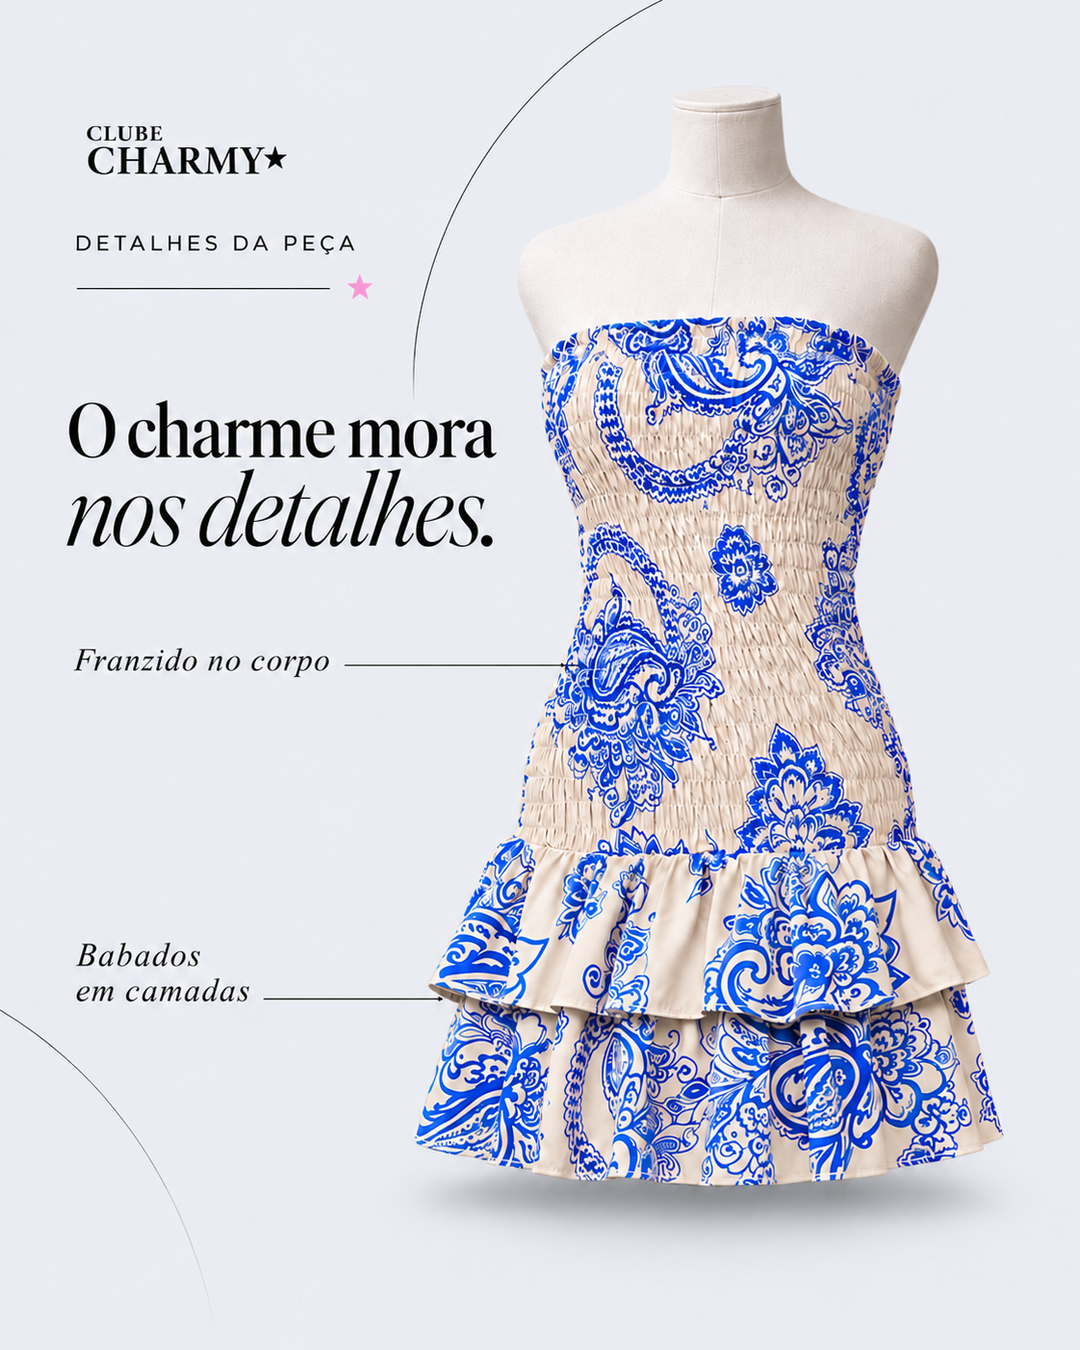 CLUBE
CHARMY★
DETALHES DA PEÇA
O charme mora
nos detalhes.
Franzido no corpo
Babados
em camadas